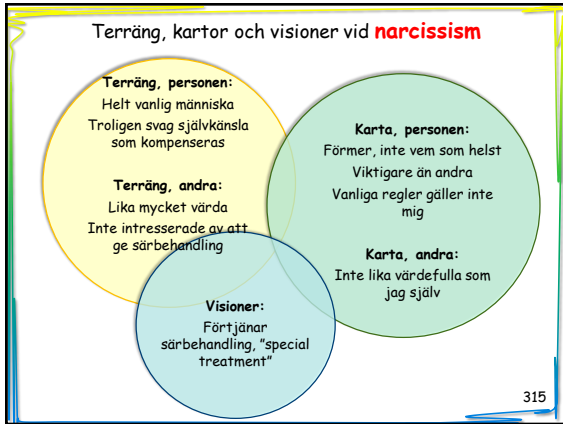 Terräng, kartor och visioner vid narcissism
Terräng, personen:
Helt vanlig människa
Troligen svag självkänsla
som kompenseras
Terräng, andra:
Lika mycket värda
Inte intresserade av att
ge särbehandling
Karta, personen:
Förmer, inte vem som helst
Viktigare än andra
Vanliga regler gäller inte
mig
Karta, andra:
Inte lika värdefulla som
jag själv
Visioner:
Förtjänar
särbehandling, ”special
treatment”
315